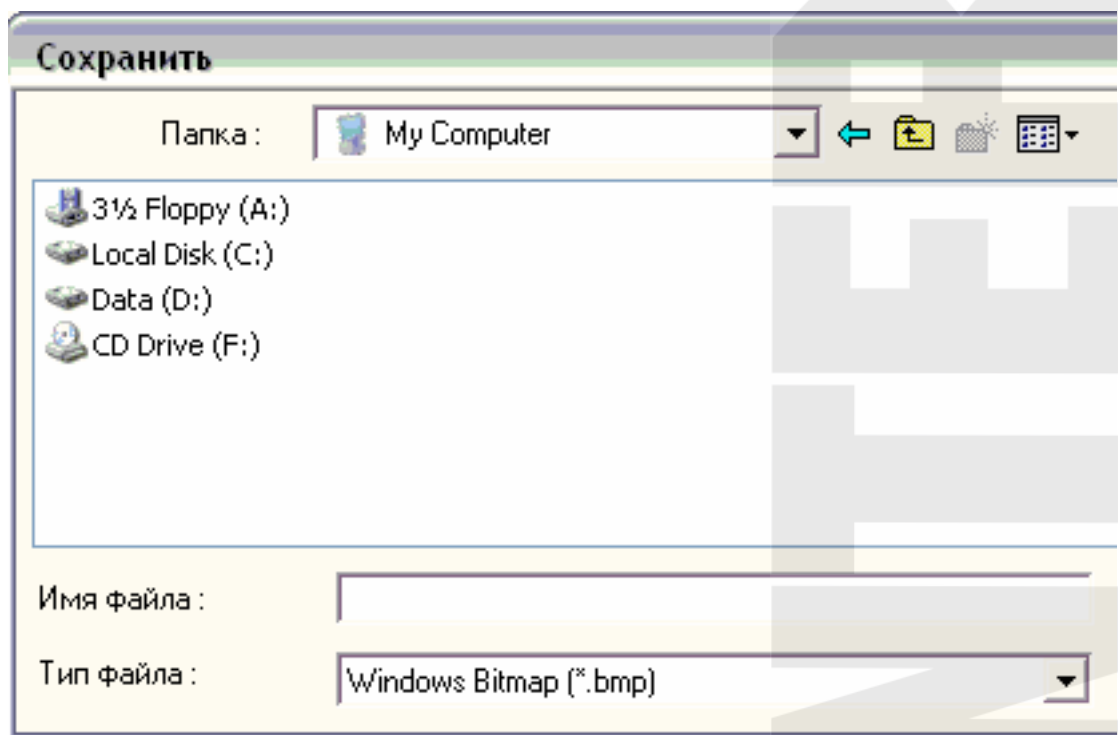 Сохранить
Папка :
My Computer
3½ Floppy (A:)
Local Disk (C:)
Data (D:)
CD Drive (F:)
Имя файла :
Тип файла :
Windows Bitmap (*.bmp)